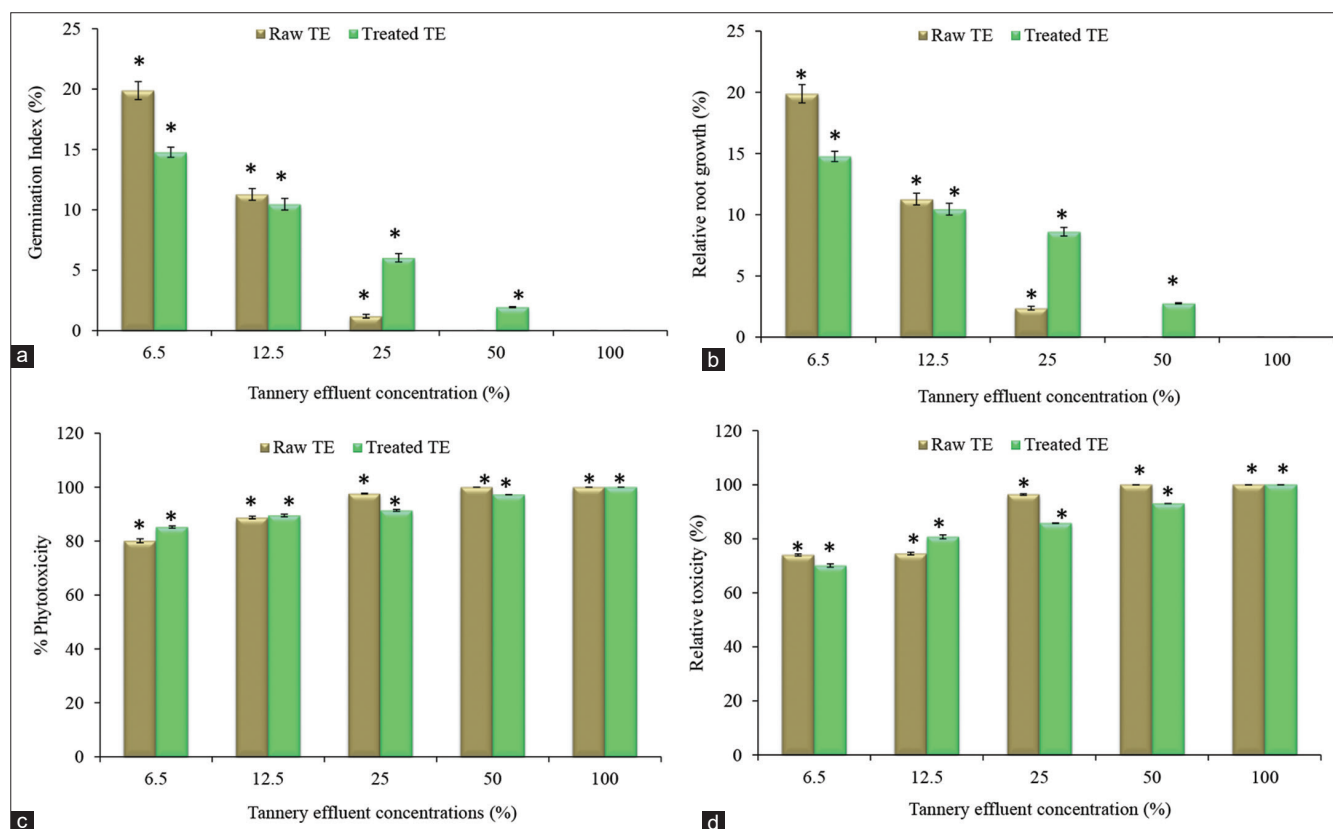 Raw TE Treated TE
Germination Index (%)
25
20
15
10
5
0
* * * * * * *
6.5 12.5 25 50 100
Tannery effluent concentration (%)
a
Raw TE Treated TE
Relative root growth (%)
25
20
15
10
5
0
* * * * * * *
6.5 12.5 25 50 100
Tannery effluent concentration (%)
b
Raw TE Treated TE
% Phytotoxicity
120
100
80
60
40
20
0
* * * * * * * * * *
6.5 12.5 25 50 100
Tannery effluent concentrations (%)
c
Raw TE Treated TE
Relative toxicity (%)
120
100
80
60
40
20
0
* * * * * * * * * *
6.5 12.5 25 50 100
Tannery effluent concentration (%)
d